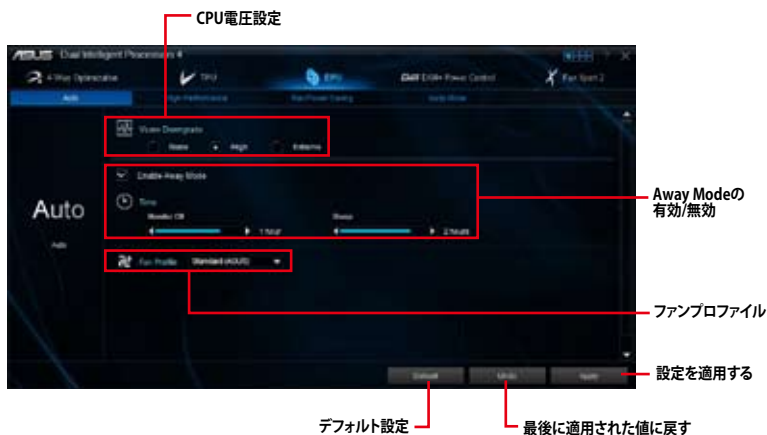 CPU電圧設定
ASUS Dual Intelligent Processors 4
4-Way Optimization
TPU
EPU
DIGI+ Power Control
Fan Xpert 2
Auto
High Performance
Max Power Saving
Away Mode
Vcore Downgrade
None
High
Extreme
Enable Away Mode
Time
Monitor Off
1 hour
Sleep
2 hours
Auto
Auto
Fan Profile
Standard (ASUS)
Default
Undo
Apply
Away Modeの
有効/無効
ファンプロファイル
設定を適用する
デフォルト設定
最後に適用された値に戻す